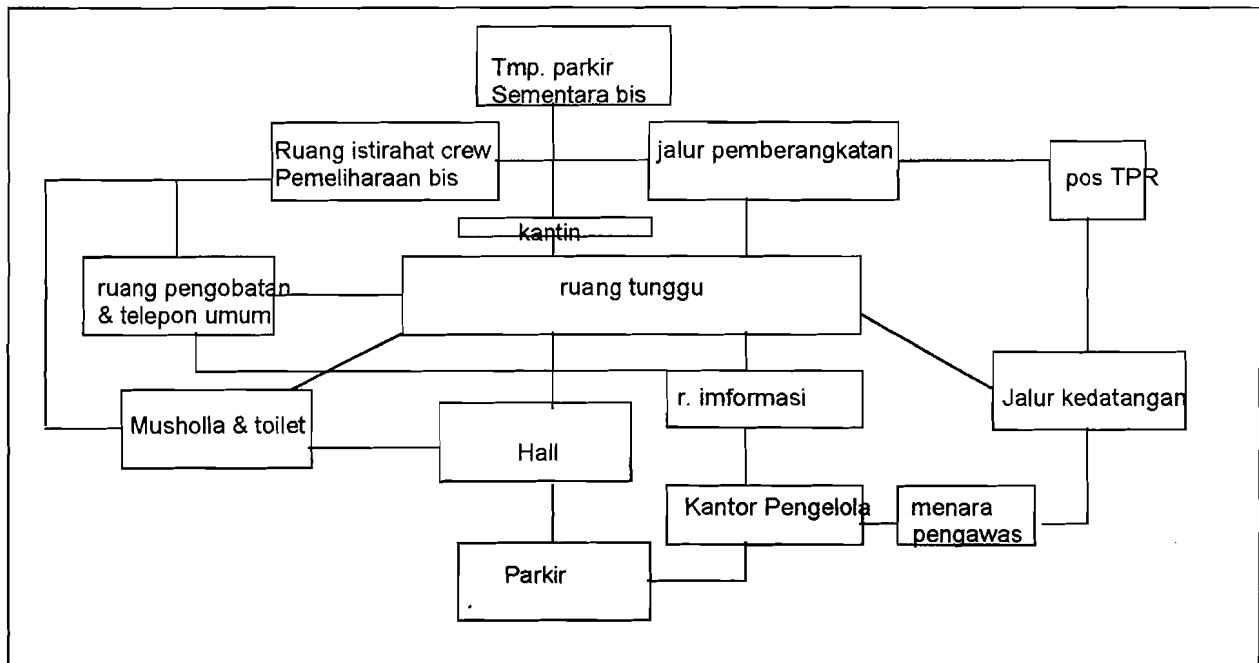 Tmp. parkir
Sementara bis
Ruang istirahat crew
Pemeliharaan bis
jalur pemberangkatan
pos TPR
kantin
ruang pengobatan
& telepon umum
ruang tunggu
Musholla & toilet
Hall
r. imformasi
Jalur kedatangan
Kantor Pengelola
menara
pengawas
Parkir